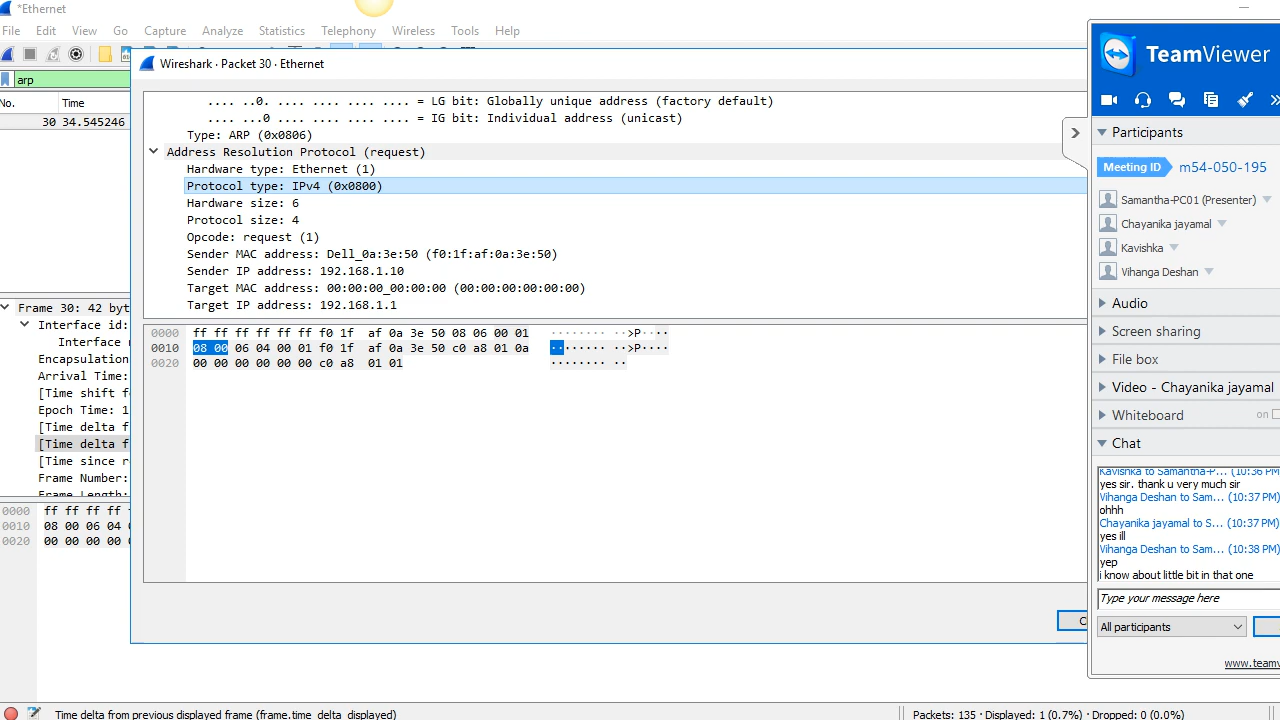 *Ethernet
File Edit View Go Capture Analyze Statistics Telephony Wireless Tools Help
arp
No. Time
30 34.545246
Frame 30: 42 byt
Interface id:
Interface n
Encapsulation
Arrival Time:
[Time shift f
Epoch Time: 1
[Time delta f
[Time delta f
[Time since r
Frame Number:
Frame Length:
0000 ff ff ff ff f
0010 08 00 06 04 0
0020 00 00 00 00 0
Wireshark · Packet 30 · Ethernet
.... ..0. .... .... .... .... = LG bit: Globally unique address (factory default)
.... ...0 .... .... .... .... = IG bit: Individual address (unicast)
Type: ARP (0x0806)
Address Resolution Protocol (request)
Hardware type: Ethernet (1)
Protocol type: IPv4 (0x0800)
Hardware size: 6
Protocol size: 4
Opcode: request (1)
Sender MAC address: Dell_0a:3e:50 (f0:1f:af:0a:3e:50)
Sender IP address: 192.168.1.10
Target MAC address: 00:00:00_00:00:00 (00:00:00:00:00:00)
Target IP address: 192.168.1.1
0000 ff ff ff ff ff ff f0 1f af 0a 3e 50 08 06 00 01 ········ ··>P····
0010 08 00 06 04 00 01 f0 1f af 0a 3e 50 c0 a8 01 0a ········ ··>P····
0020 00 00 00 00 00 00 c0 a8 01 01 ········ ··
TeamViewer
Participants
Meeting ID m54-050-195
Samantha-PC01 (Presenter)
Chayanika jayamal
Kavishka
Vihanga Deshan
Audio
Screen sharing
File box
Video - Chayanika jayamal
Whiteboard on
Chat
Kavishka to Samantha-P... (10:36 PM)
yes sir. thank u very much sir
Vihanga Deshan to Sam... (10:37 PM)
ohhh
Chayanika jayamal to S... (10:37 PM)
yes ill
Vihanga Deshan to Sam... (10:38 PM)
yep
i know about little bit in that one
Type your message here
All participants
www.teamv
Time delta from previous displayed frame (frame.time_delta_displayed)
Packets: 135 · Displayed: 1 (0.7%) · Dropped: 0 (0.0%)